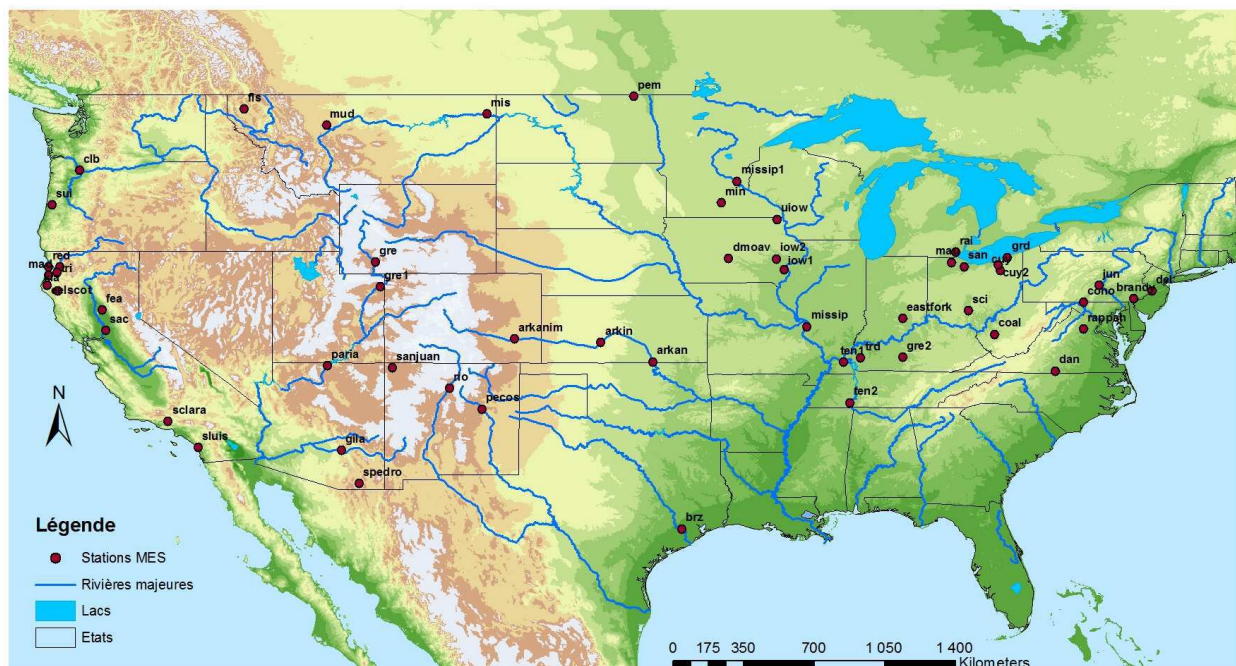 pem
fls
mis
mud
clb
missip1
sul
min
uiow
dmoav
iow2
iow1
rai
grd
san
cuy2
red
tri
gre
gre1
jun
cono
brandy
del
elscot
fea
sac
sci
eastfork
coal
rappah
missip
arkanim
arkin
arkan
ten1
trd
gre2
dan
paria
sanjuan
pecos
ten2
sclara
sluis
gila
spedro
brz
N
Légende
Stations MES
Rivières majeures
Lacs
Etats
0 175 350 700 1 050 1 400
Kilometers